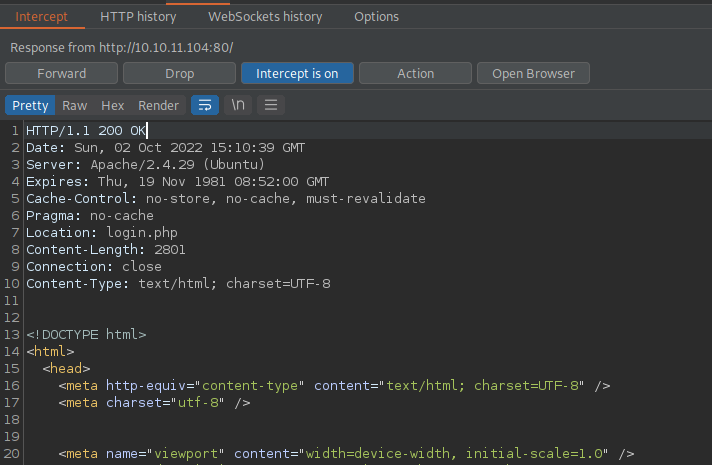 Intercept HTTP history WebSockets history Options
Response from http://10.10.11.104:80/
Forward Drop Intercept is on Action Open Browser
Pretty Raw Hex Render \n
1 HTTP/1.1 200 OK
2 Date: Sun, 02 Oct 2022 15:10:39 GMT
3 Server: Apache/2.4.29 (Ubuntu)
4 Expires: Thu, 19 Nov 1981 08:52:00 GMT
5 Cache-Control: no-store, no-cache, must-revalidate
6 Pragma: no-cache
7 Location: login.php
8 Content-Length: 2801
9 Connection: close
10 Content-Type: text/html; charset=UTF-8
11
12
13 <!DOCTYPE html>
14 <html>
15 <head>
16 <meta http-equiv="content-type" content="text/html; charset=UTF-8" />
17 <meta charset="utf-8" />
18
19
20 <meta name="viewport" content="width=device-width, initial-scale=1.0" />